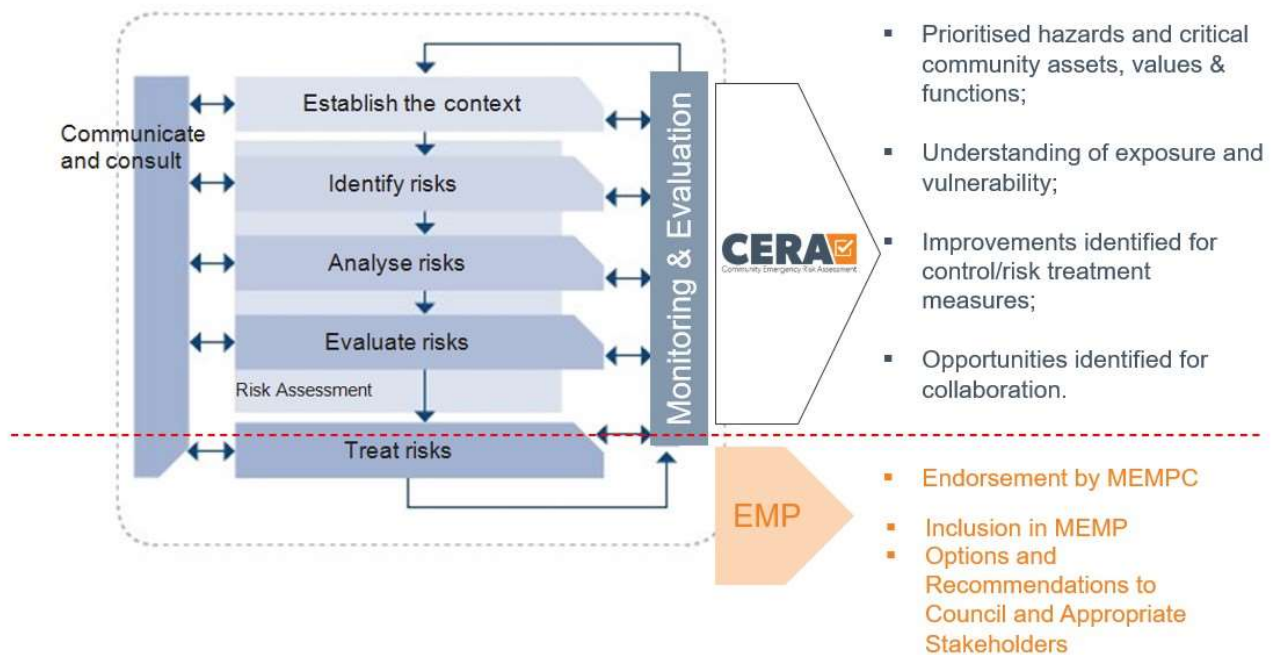 Communicate
and consult
Establish the context
Identify risks
Analyse risks
Evaluate risks
Risk Assessment
Treat risks
Monitoring & Evaluation
CERA
Community Emergency Risk Assessment
▪ Prioritised hazards and critical
community assets, values &
functions;
▪ Understanding of exposure and
vulnerability;
▪ Improvements identified for
control/risk treatment
measures;
▪ Opportunities identified for
collaboration.
EMP
▪ Endorsement by MEMPC
▪ Inclusion in MEMP
▪ Options and
Recommendations to
Council and Appropriate
Stakeholders